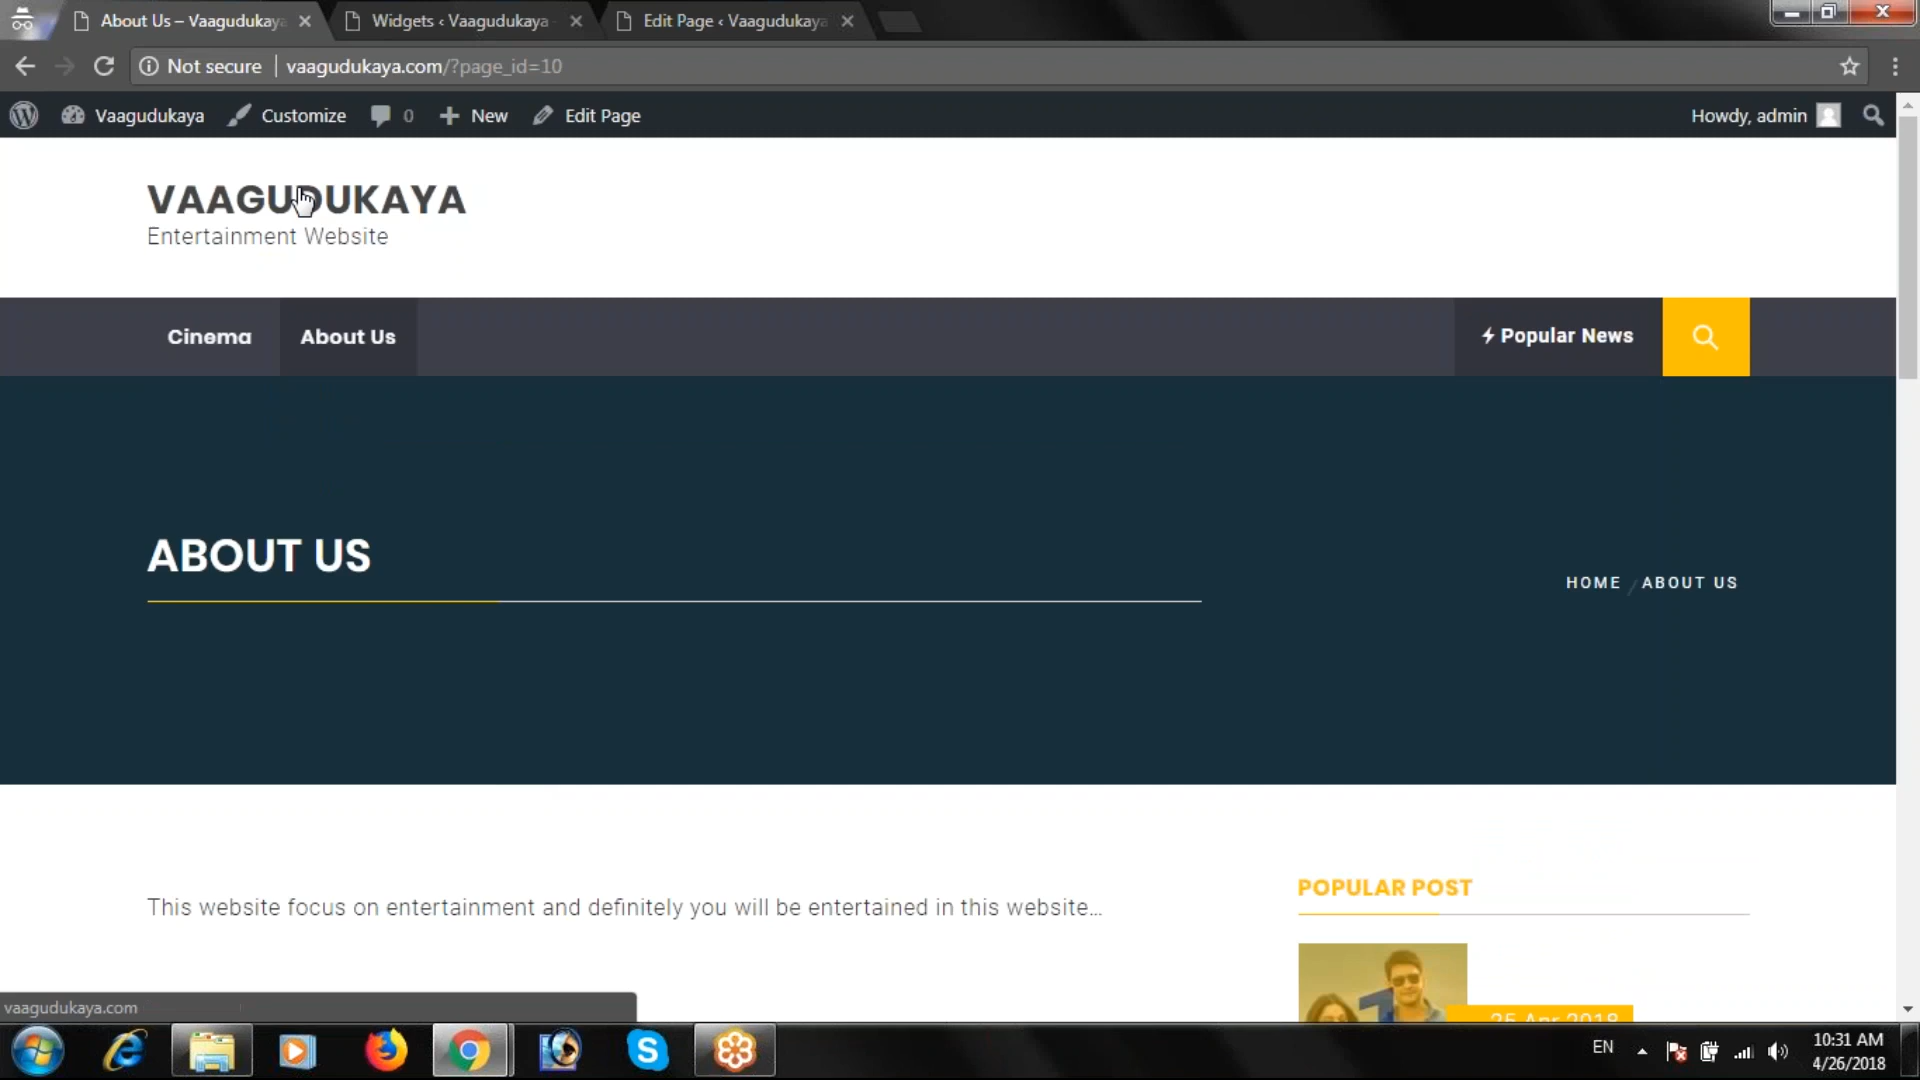 About Us – Vaagudukaya
Widgets ‹ Vaagudukaya
Edit Page ‹ Vaagudukaya
Not secure
vaagudukaya.com/?page_id=10
Vaagudukaya
Customize
0
New
Edit Page
Howdy, admin
VAAGUDUKAYA
Entertainment Website
Cinema
About Us
Popular News
ABOUT US
HOME / ABOUT US
This website focus on entertainment and definitely you will be entertained in this website…
POPULAR POST
25 Apr 2018
vaagudukaya.com
EN
10:31 AM
4/26/2018